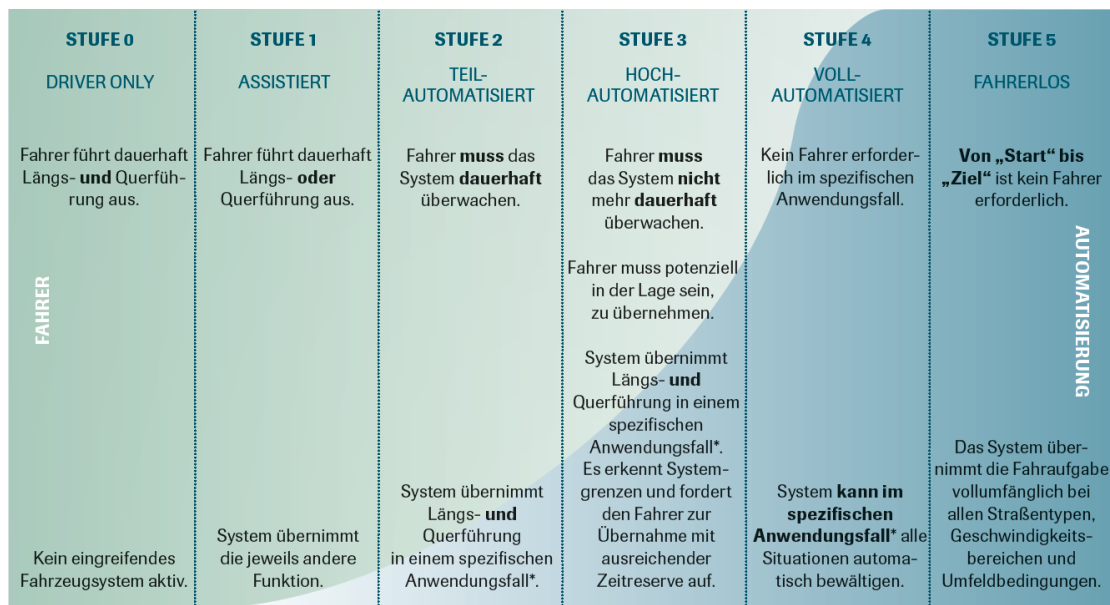 STUFE 0
DRIVER ONLY
Fahrer führt dauerhaft
Längs- und Querfüh-
rung aus.
FAHRER
Kein eingreifendes
Fahrzeugsystem aktiv.
STUFE 1
ASSISTIERT
Fahrer führt dauerhaft
Längs- oder
Querführung aus.
System übernimmt
die jeweils andere
Funktion.
STUFE 2
TEIL-
AUTOMATISIERT
Fahrer muss das
System dauerhaft
überwachen.
System übernimmt
Längs- und
Querführung
in einem spezifischen
Anwendungsfall*.
STUFE 3
HOCH-
AUTOMATISIERT
Fahrer muss
das System nicht
mehr dauerhaft
überwachen.
Fahrer muss potenziell
in der Lage sein,
zu übernehmen.
System übernimmt
Längs- und
Querführung in einem
spezifischen
Anwendungsfall*.
Es erkennt System-
grenzen und fordert
den Fahrer zur
Übernahme mit
ausreichender
Zeitreserve auf.
STUFE 4
VOLL-
AUTOMATISIERT
Kein Fahrer erforder-
lich im spezifischen
Anwendungsfall.
System kann im
spezifischen
Anwendungsfall* alle
Situationen automa-
tisch bewältigen.
STUFE 5
FAHRERLOS
Von „Start“ bis
„Ziel“ ist kein Fahrer
erforderlich.
AUTOMATISIERUNG
Das System über-
nimmt die Fahraufgabe
vollumfänglich bei
allen Straßentypen,
Geschwindigkeits-
bereichen und
Umfeldbedingungen.